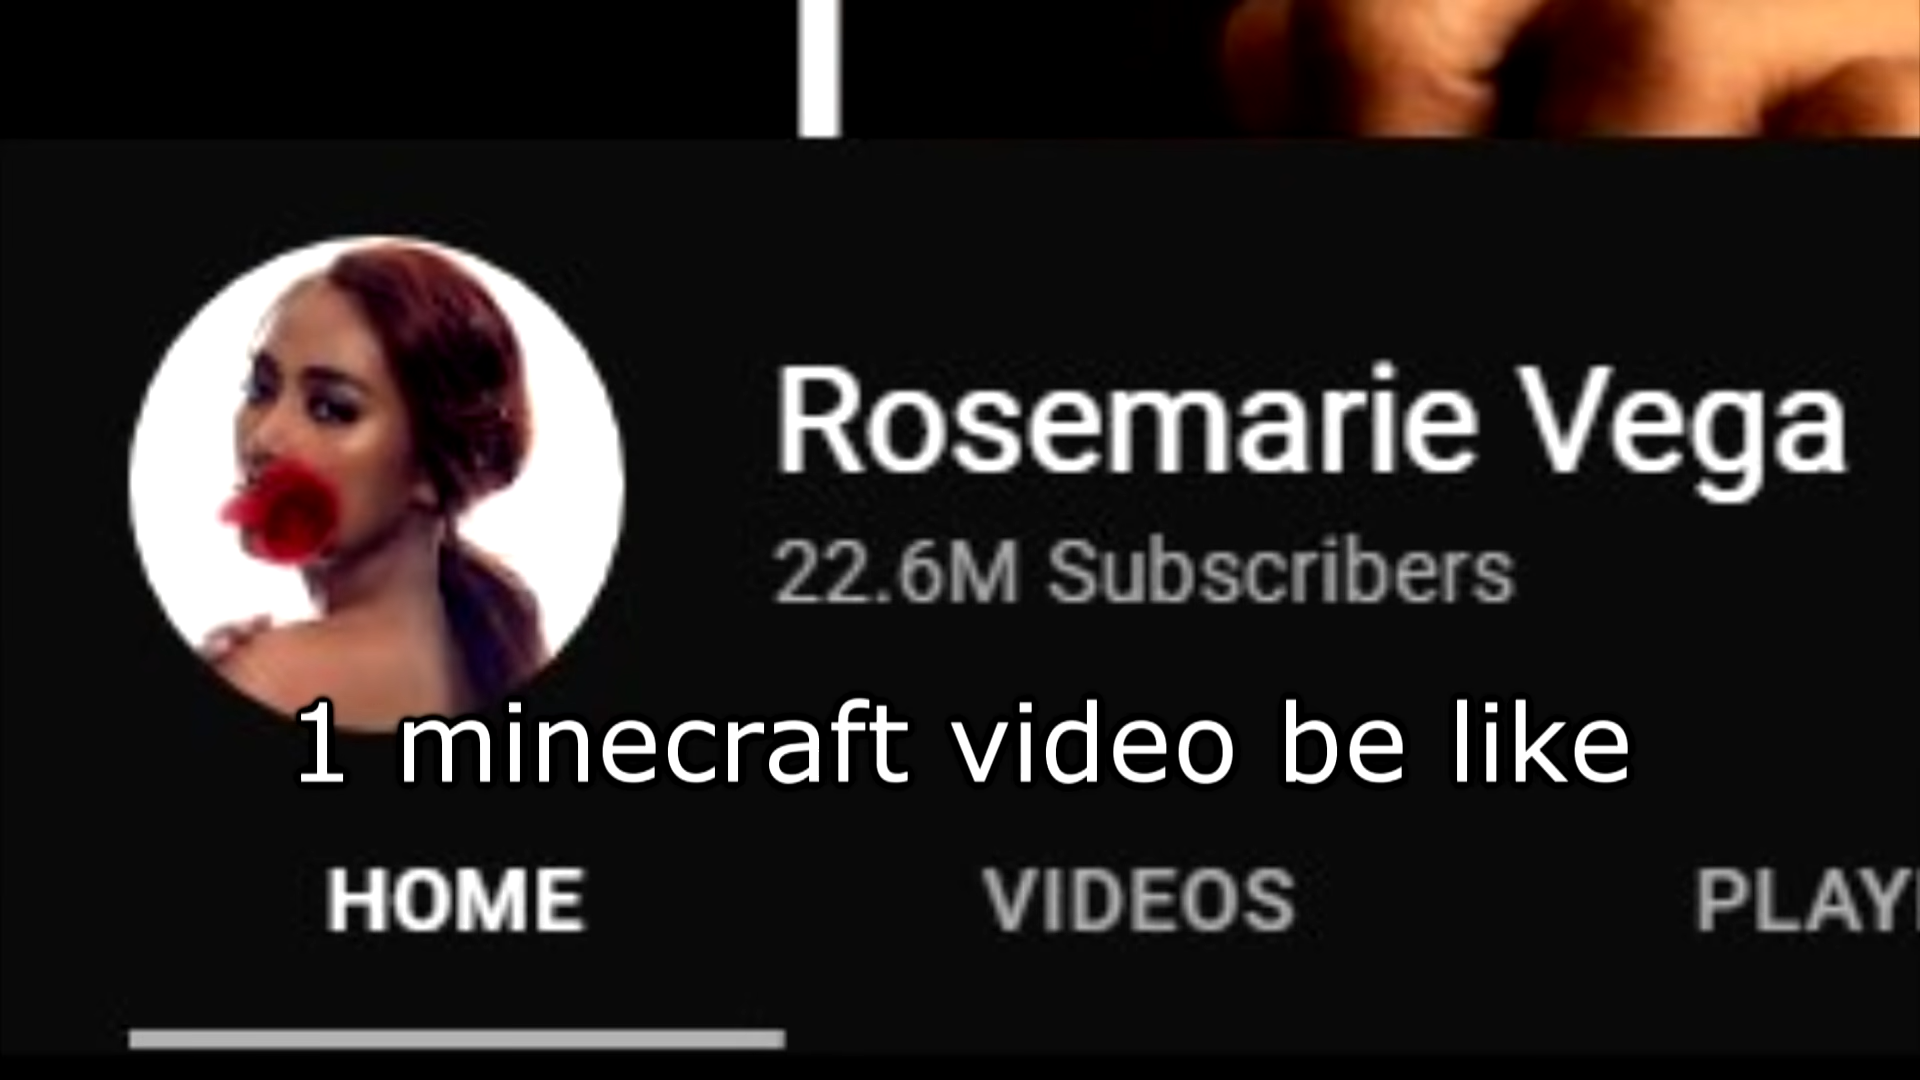 Rosemarie Vega
22.6M Subscribers
1 minecraft video be like
HOME VIDEOS PLAY